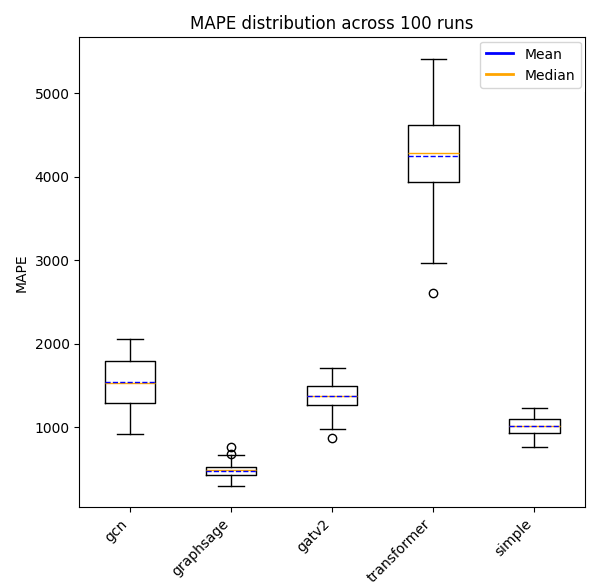 MAPE distribution across 100 runs
Mean
Median
MAPE
5000
4000
3000
2000
1000
gcn
graphsage
gatv2
transformer
simple